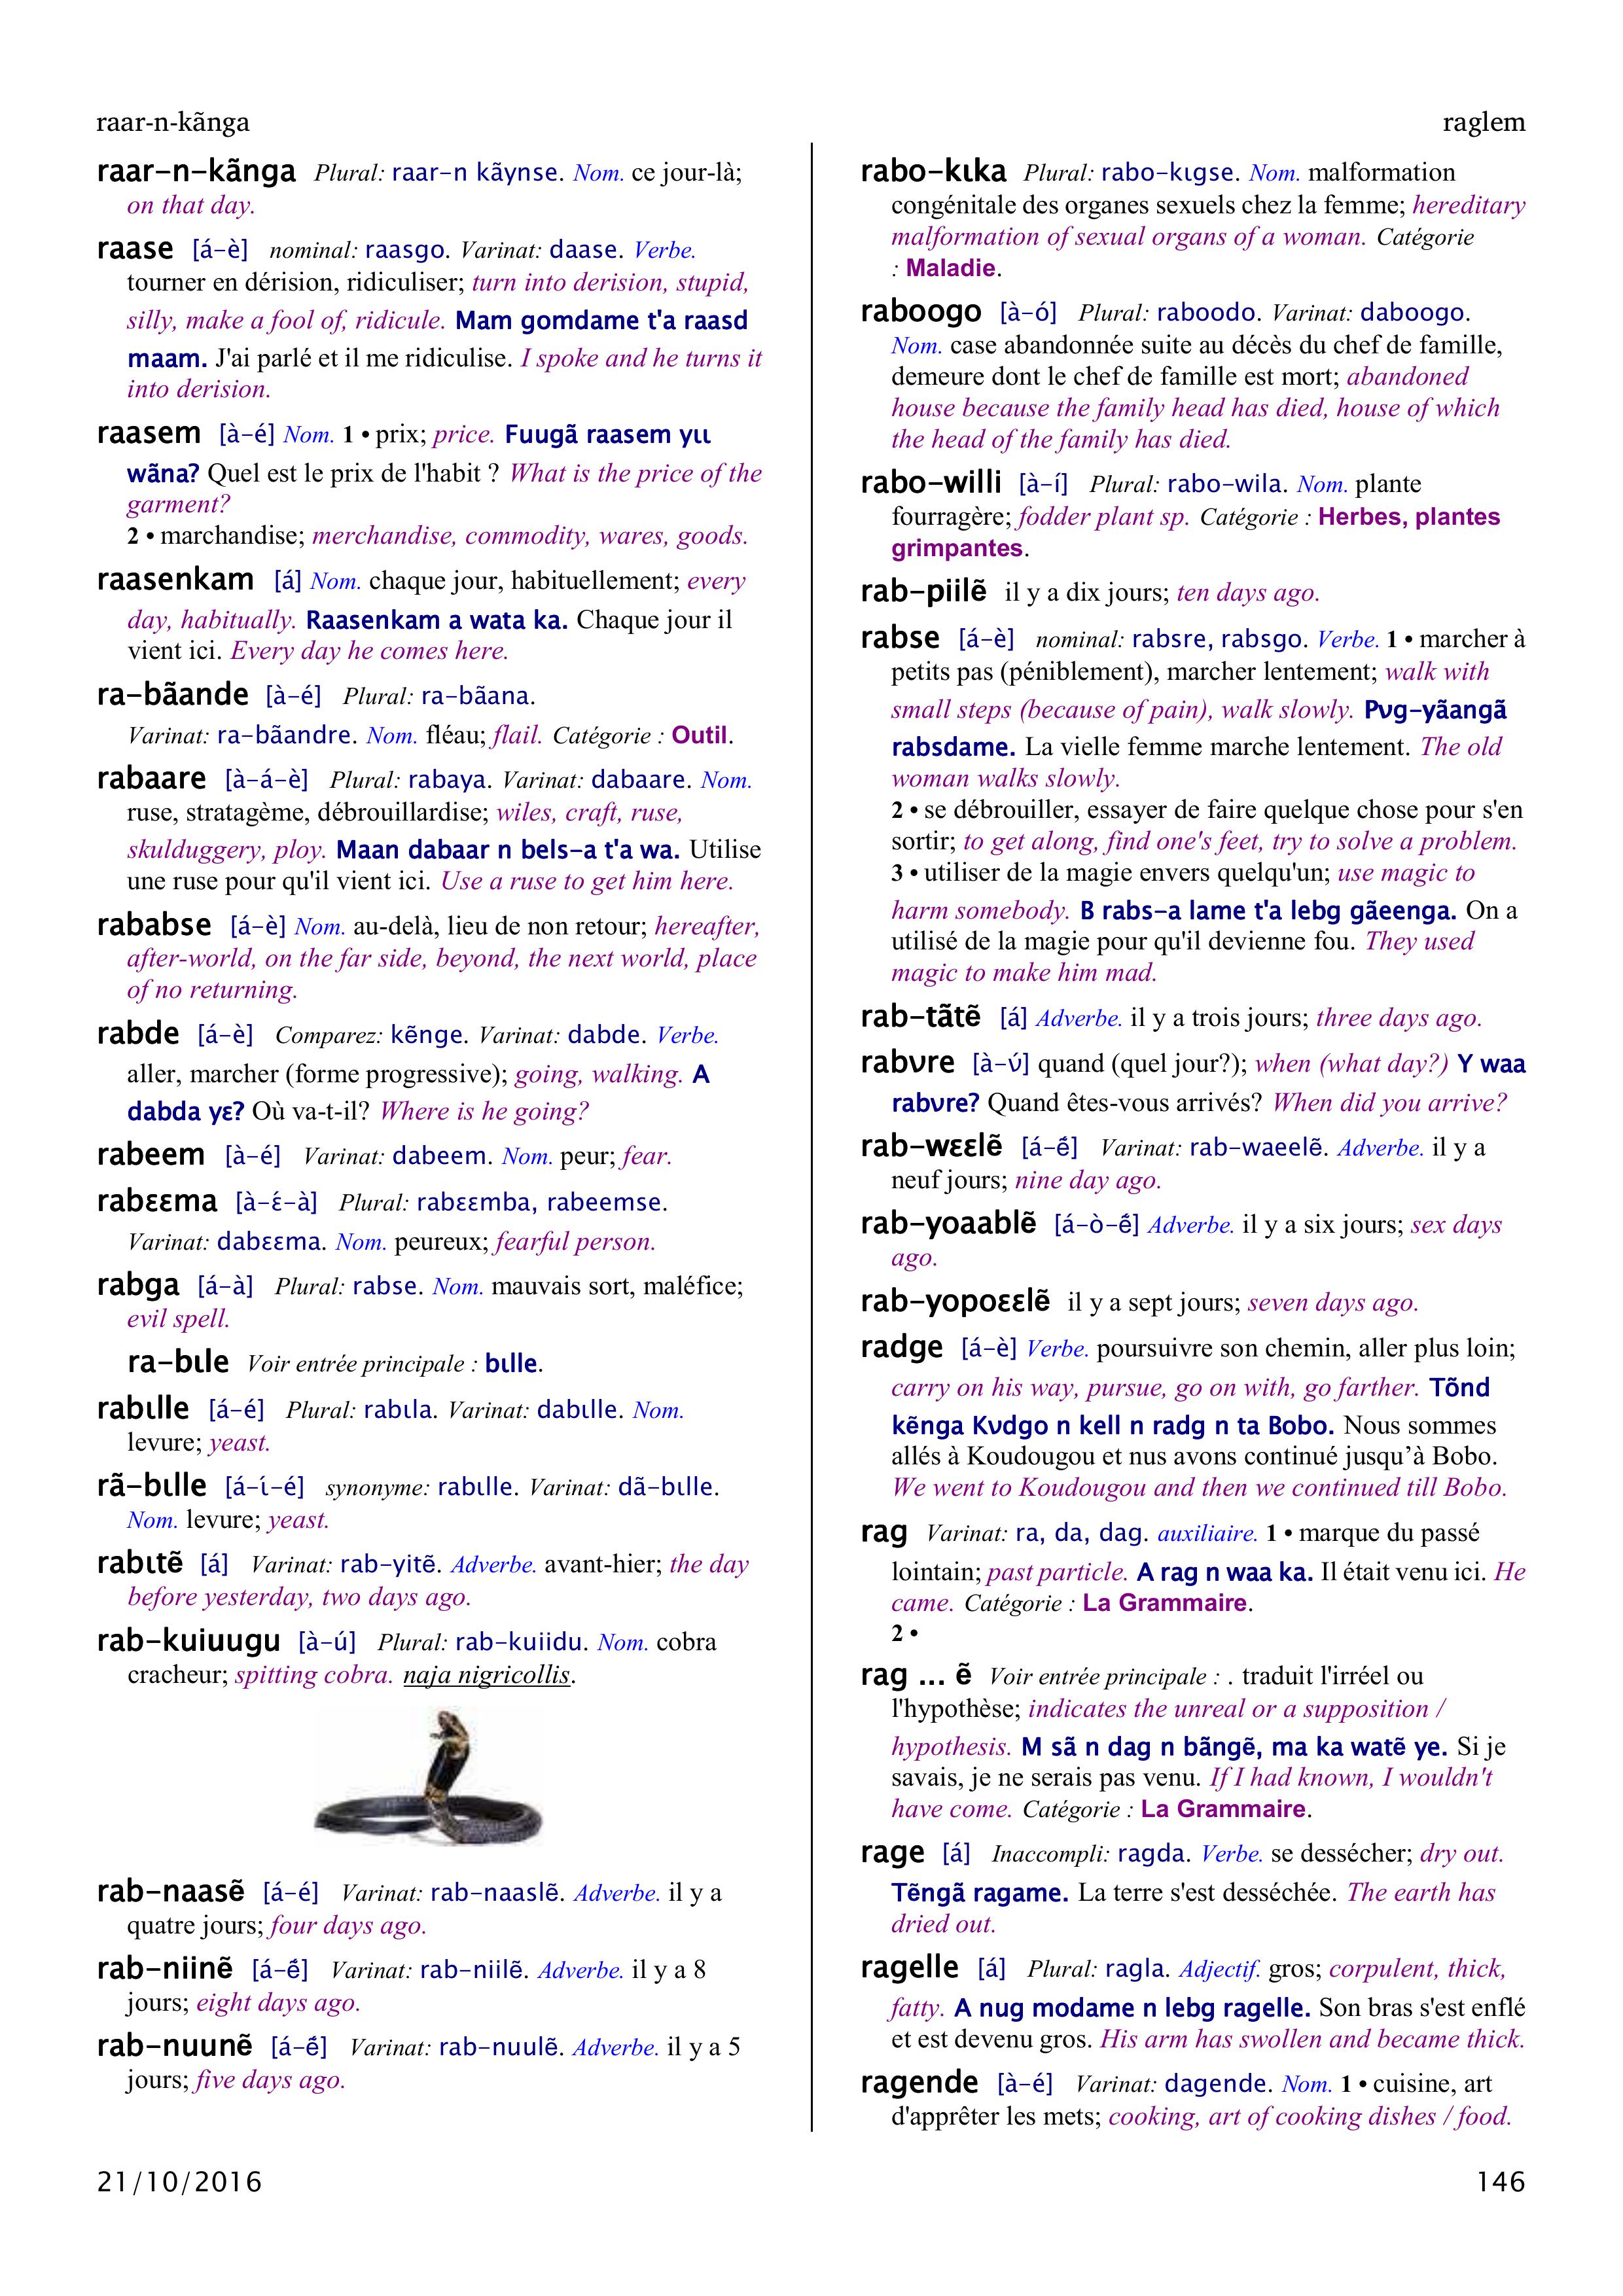 raar-n-kãnga
raglem
raar–n–kãnga Plural: raar–n kãynse. Nom. ce jour-là;
on that day.
raase [á–è] nominal: raasgo. Varinat: daase. Verbe.
tourner en dérision, ridiculiser; turn into derision, stupid,
silly, make a fool of, ridicule. Mam gomdame t'a raasd
maam. J'ai parlé et il me ridiculise. I spoke and he turns it
into derision.
raasem [à–é] Nom. 1 • prix; price. Fuugã raasem yɩɩ
wãna? Quel est le prix de l'habit ? What is the price of the
garment?
2 • marchandise; merchandise, commodity, wares, goods.
raasenkam [á] Nom. chaque jour, habituellement; every
day, habitually. Raasenkam a wata ka. Chaque jour il
vient ici. Every day he comes here.
ra–bãande [à–é] Plural: ra–bãana.
Varinat: ra–bãandre. Nom. fléau; flail. Catégorie : Outil.
rabaare [à–á–è] Plural: rabaya. Varinat: dabaare. Nom.
ruse, stratagème, débrouillardise; wiles, craft, ruse,
skulduggery, ploy. Maan dabaar n bels–a t'a wa. Utilise
une ruse pour qu'il vient ici. Use a ruse to get him here.
rababse [á–è] Nom. au-delà, lieu de non retour; hereafter,
after-world, on the far side, beyond, the next world, place
of no returning.
rabde [á–è] Comparez: kẽnge. Varinat: dabde. Verbe.
aller, marcher (forme progressive); going, walking. A
dabda yɛ? Où va-t-il? Where is he going?
rabeem [à–é] Varinat: dabeem. Nom. peur; fear.
rabɛɛma [à–ɛ́–à] Plural: rabɛɛmba, rabeemse.
Varinat: dabɛɛma. Nom. peureux; fearful person.
rabga [á–à] Plural: rabse. Nom. mauvais sort, maléfice;
evil spell.
ra–bɩle Voir entrée principale : bɩlle.
rabɩlle [á–é] Plural: rabɩla. Varinat: dabɩlle. Nom.
levure; yeast.
rã–bɩlle [á–ɩ́–é] synonyme: rabɩlle. Varinat: dã–bɩlle.
Nom. levure; yeast.
rabɩtẽ [á] Varinat: rab–yitẽ. Adverbe. avant-hier; the day
before yesterday, two days ago.
rab–kuiuugu [à–ú] Plural: rab–kuiidu. Nom. cobra
cracheur; spitting cobra. naja nigricollis.
rab–naasẽ [á–é] Varinat: rab–naaslẽ. Adverbe. il y a
quatre jours; four days ago.
rab–niinẽ [á–ẽ́] Varinat: rab–niilẽ. Adverbe. il y a 8
jours; eight days ago.
rab–nuunẽ [á–ẽ́] Varinat: rab–nuulẽ. Adverbe. il y a 5
jours; five days ago.
rabo–kɩka Plural: rabo–kɩgse. Nom. malformation
congénitale des organes sexuels chez la femme; hereditary
malformation of sexual organs of a woman. Catégorie
: Maladie.
raboogo [à–ó] Plural: raboodo. Varinat: daboogo.
Nom. case abandonnée suite au décès du chef de famille,
demeure dont le chef de famille est mort; abandoned
house because the family head has died, house of which
the head of the family has died.
rabo–willi [à–í] Plural: rabo–wila. Nom. plante
fourragère; fodder plant sp. Catégorie : Herbes, plantes
grimpantes.
rab–piilẽ il y a dix jours; ten days ago.
rabse [á–è] nominal: rabsre, rabsgo. Verbe. 1 • marcher à
petits pas (péniblement), marcher lentement; walk with
small steps (because of pain), walk slowly. Pʋg–yãangã
rabsdame. La vielle femme marche lentement. The old
woman walks slowly.
2 • se débrouiller, essayer de faire quelque chose pour s'en
sortir; to get along, find one's feet, try to solve a problem.
3 • utiliser de la magie envers quelqu'un; use magic to
harm somebody. B rabs–a lame t'a lebg gãeenga. On a
utilisé de la magie pour qu'il devienne fou. They used
magic to make him mad.
rab–tãtẽ [á] Adverbe. il y a trois jours; three days ago.
rabʋre [à–ʋ́] quand (quel jour?); when (what day?) Y waa
rabʋre? Quand êtes-vous arrivés? When did you arrive?
rab–wɛɛlẽ [á–ẽ́] Varinat: rab–waeelẽ. Adverbe. il y a
neuf jours; nine day ago.
rab–yoaablẽ [á–ò–ẽ́] Adverbe. il y a six jours; sex days
ago.
rab–yopoɛɛlẽ il y a sept jours; seven days ago.
radge [á–è] Verbe. poursuivre son chemin, aller plus loin;
carry on his way, pursue, go on with, go farther. Tõnd
kẽnga Kʋdgo n kell n radg n ta Bobo. Nous sommes
allés à Koudougou et nus avons continué jusqu’à Bobo.
We went to Koudougou and then we continued till Bobo.
rag Varinat: ra, da, dag. auxiliaire. 1 • marque du passé
lointain; past particle. A rag n waa ka. Il était venu ici. He
came. Catégorie : La Grammaire.
2 •
rag ... ẽ Voir entrée principale : . traduit l'irréel ou
l'hypothèse; indicates the unreal or a supposition /
hypothesis. M sã n dag n bãngẽ, ma ka watẽ ye. Si je
savais, je ne serais pas venu. If I had known, I wouldn't
have come. Catégorie : La Grammaire.
rage [á] Inaccompli: ragda. Verbe. se dessécher; dry out.
Tẽngã ragame. La terre s'est desséchée. The earth has
dried out.
ragelle [á] Plural: ragla. Adjectif. gros; corpulent, thick,
fatty. A nug modame n lebg ragelle. Son bras s'est enflé
et est devenu gros. His arm has swollen and became thick.
ragende [à–é] Varinat: dagende. Nom. 1 • cuisine, art
d'apprêter les mets; cooking, art of cooking dishes / food.
21/10/2016
146